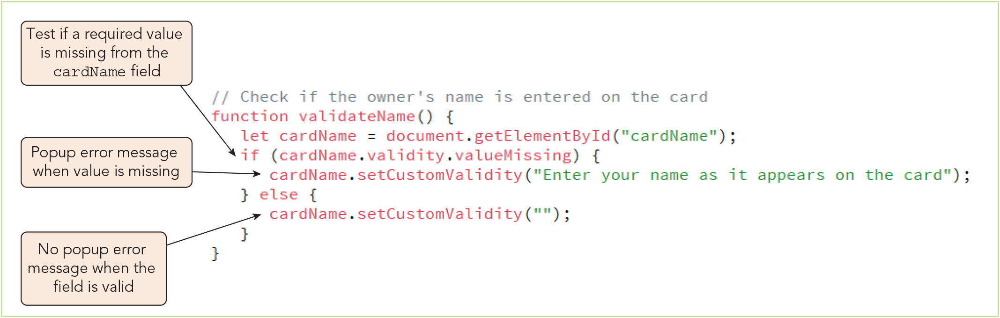 Test if a required value
is missing from the
cardName field
// Check if the owner's name is entered on the card
function validateName() {
let cardName = document.getElementById("cardName");
if (cardName.validity.valueMissing) {
Popup error message
when value is missing
cardName.setCustomValidity("Enter your name as it appears on the card");
} else {
cardName.setCustomValidity("");
}
}
No popup error
message when the
field is valid